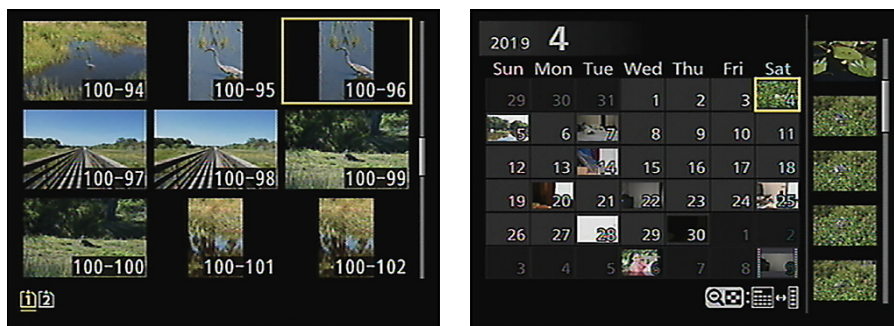 100-94 100-95 100-96
100-97 100-98 100-99
100-100 100-101 100-102
1 2
2019 4
Sun Mon Tue Wed Thu Fri Sat
29 30 31 1 2 3 4
5 6 7 8 9 10 11
12 13 14 15 16 17 18
19 20 21 22 23 24 25
26 27 28 29 30 1 2
3 4 5 6 7 8 9